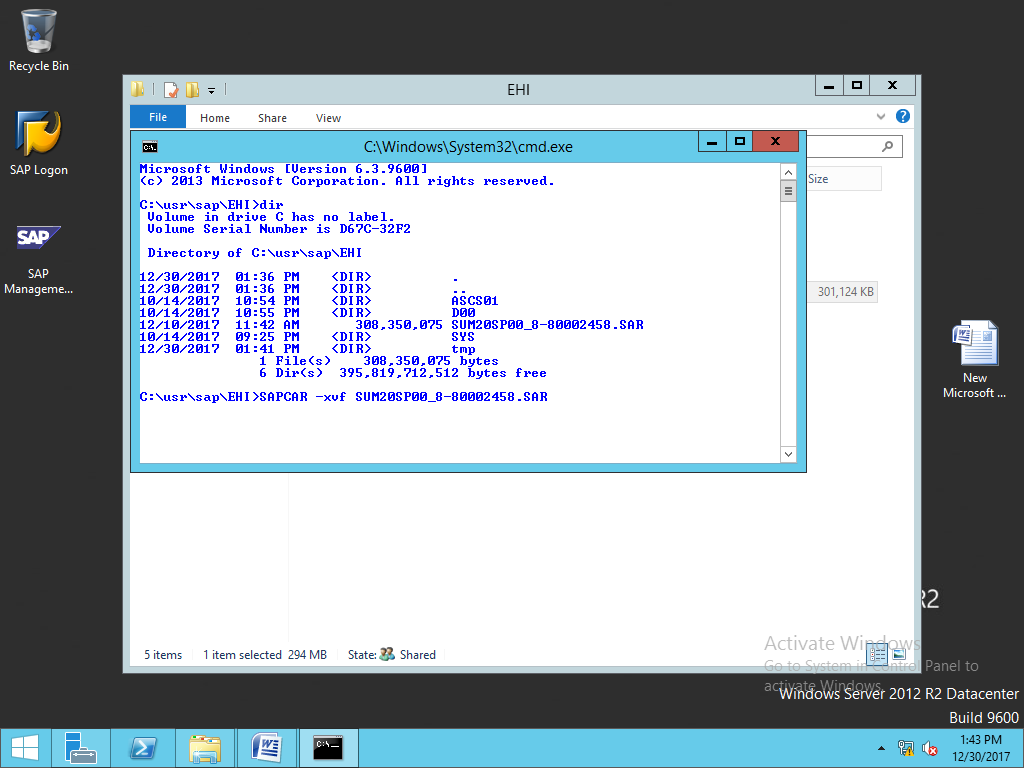 Recycle Bin
SAP Logon
SAP
SAP
Manageme...
EHI
File Home Share View
C:\Windows\System32\cmd.exe
Microsoft Windows [Version 6.3.9600]
(c) 2013 Microsoft Corporation. All rights reserved.
C:\usr\sap\EHI>dir
Volume in drive C has no label.
Volume Serial Number is D67C-32F2
Directory of C:\usr\sap\EHI
12/30/2017 01:36 PM <DIR> .
12/30/2017 01:36 PM <DIR> ..
10/14/2017 10:54 PM <DIR> ASCS01
10/14/2017 10:55 PM <DIR> D00
12/10/2017 11:42 AM 308,350,075 SUM20SP00_8-80002458.SAR
10/14/2017 09:25 PM <DIR> SYS
12/30/2017 01:41 PM <DIR> tmp
1 File(s) 308,350,075 bytes
6 Dir(s) 395,819,712,512 bytes free
C:\usr\sap\EHI>SAPCAR -xvf SUM20SP00_8-80002458.SAR
Size
301,124 KB
New
Microsoft ...
5 items 1 item selected 294 MB State: Shared
R2
Activate Windows
Go to System in Control Panel to
activate Windows.
Windows Server 2012 R2 Datacenter
Build 9600
1:43 PM
12/30/2017